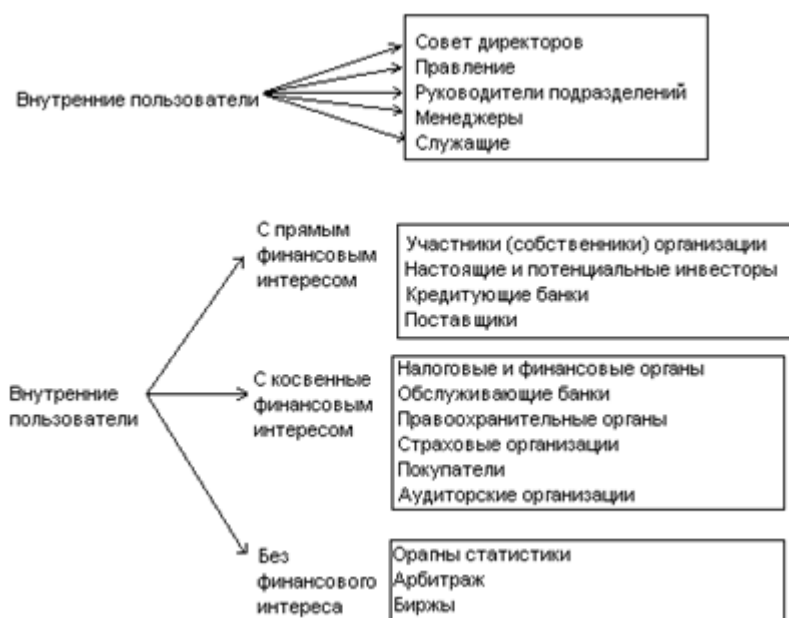 Внутренние пользователи
Совет директоров
Правление
Руководители подразделений
Менеджеры
Служащие
Внутренние
пользователи
С прямым
финансовым
интересом
Участники (собственники) организации
Настоящие и потенциальные инвесторы
Кредитующие банки
Поставщики
С косвенные
финансовым
интересом
Налоговые и финансовые органы
Обслуживающие банки
Правоохранительные органы
Страховые организации
Покупатели
Аудиторские организации
Без
финансового
интереса
Орагны статистики
Арбитраж
Биржы